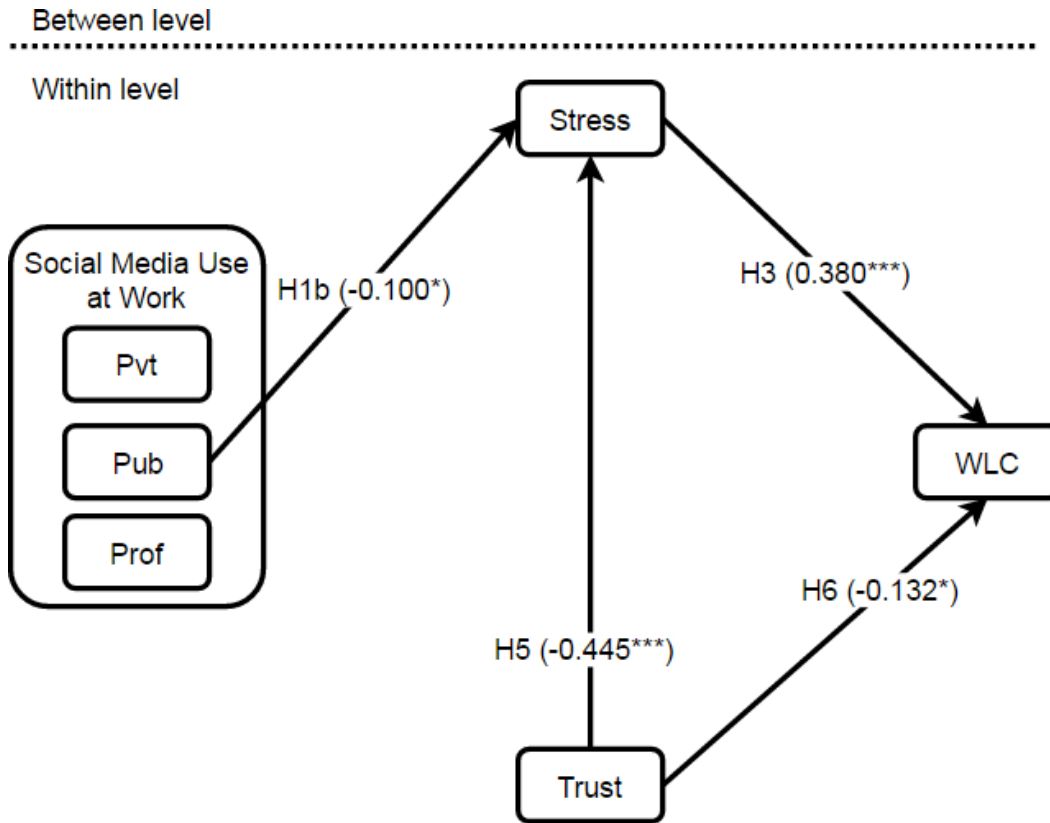 Between level
Within level
Stress
Social Media Use
at Work
H1b (-0.100*)
H3 (0.380***)
Pvt
Pub
WLC
Prof
H6 (-0.132*)
H5 (-0.445***)
Trust